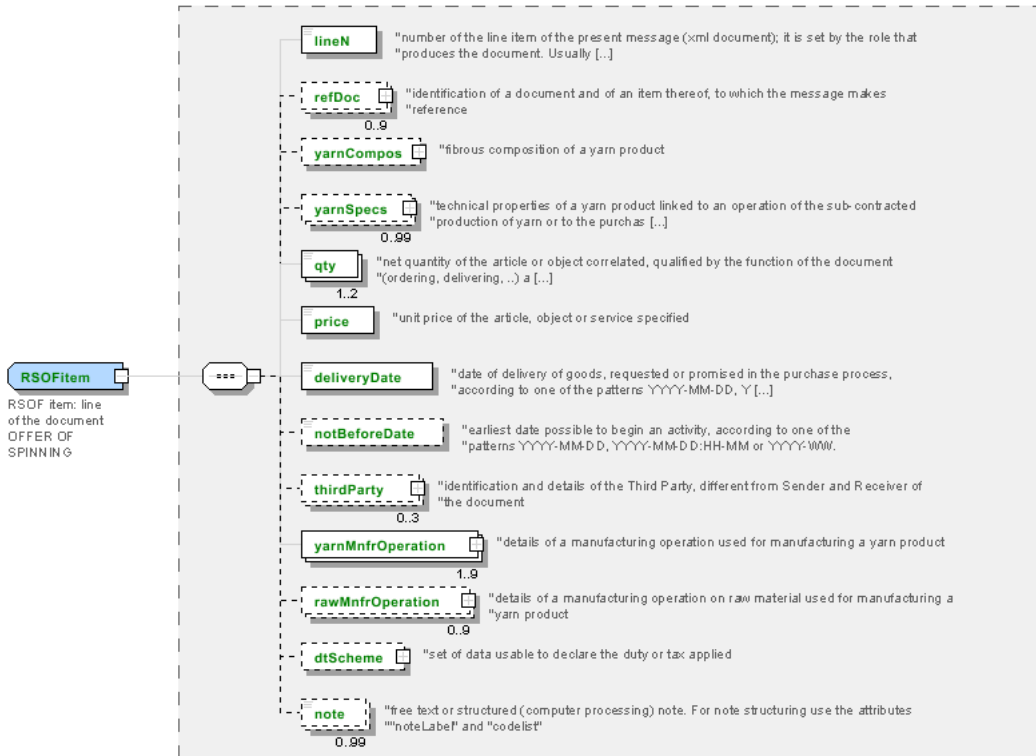 lineN
"number of the line item of the present message (xml document); it is set by the role that
"produces the document. Usually [...]
refDoc
"identification of a document and of an item thereof, to which the message makes
"reference
0..9
yarnCompos
"fibrous composition of a yarn product
yarnSpecs
"technical properties of a yarn product linked to an operation of the sub-contracted
"production of yarn or to the purchas [...]
0..99
qty
"net quantity of the article or object correlated, qualified by the function of the document
"(ordering, delivering, ..) a [...]
1..2
price
"unit price of the article, object or service specified
RSOFitem
RSOF item: line
of the document
OFFER OF
SPINNING
deliveryDate
"date of delivery of goods, requested or promised in the purchase process,
"according to one of the patterns YYYY-MM-DD, Y [...]
notBeforeDate
"earliest date possible to begin an activity, according to one of the
"patterns YYYY-MM-DD, YYYY-MM-DD:HH-MM or YYYY-WW.
thirdParty
"identification and details of the Third Party, different from Sender and Receiver of
"the document
0..3
yarnMnfrOperation
"details of a manufacturing operation used for manufacturing a yarn product
1..9
rawMnfrOperation
"details of a manufacturing operation on raw material used for manufacturing a
"yarn product
0..9
dtScheme
"set of data usable to declare the duty or tax applied
note
"free text or structured (computer processing) note. For note structuring use the attributes
""noteLabel" and "codelist"
0..99